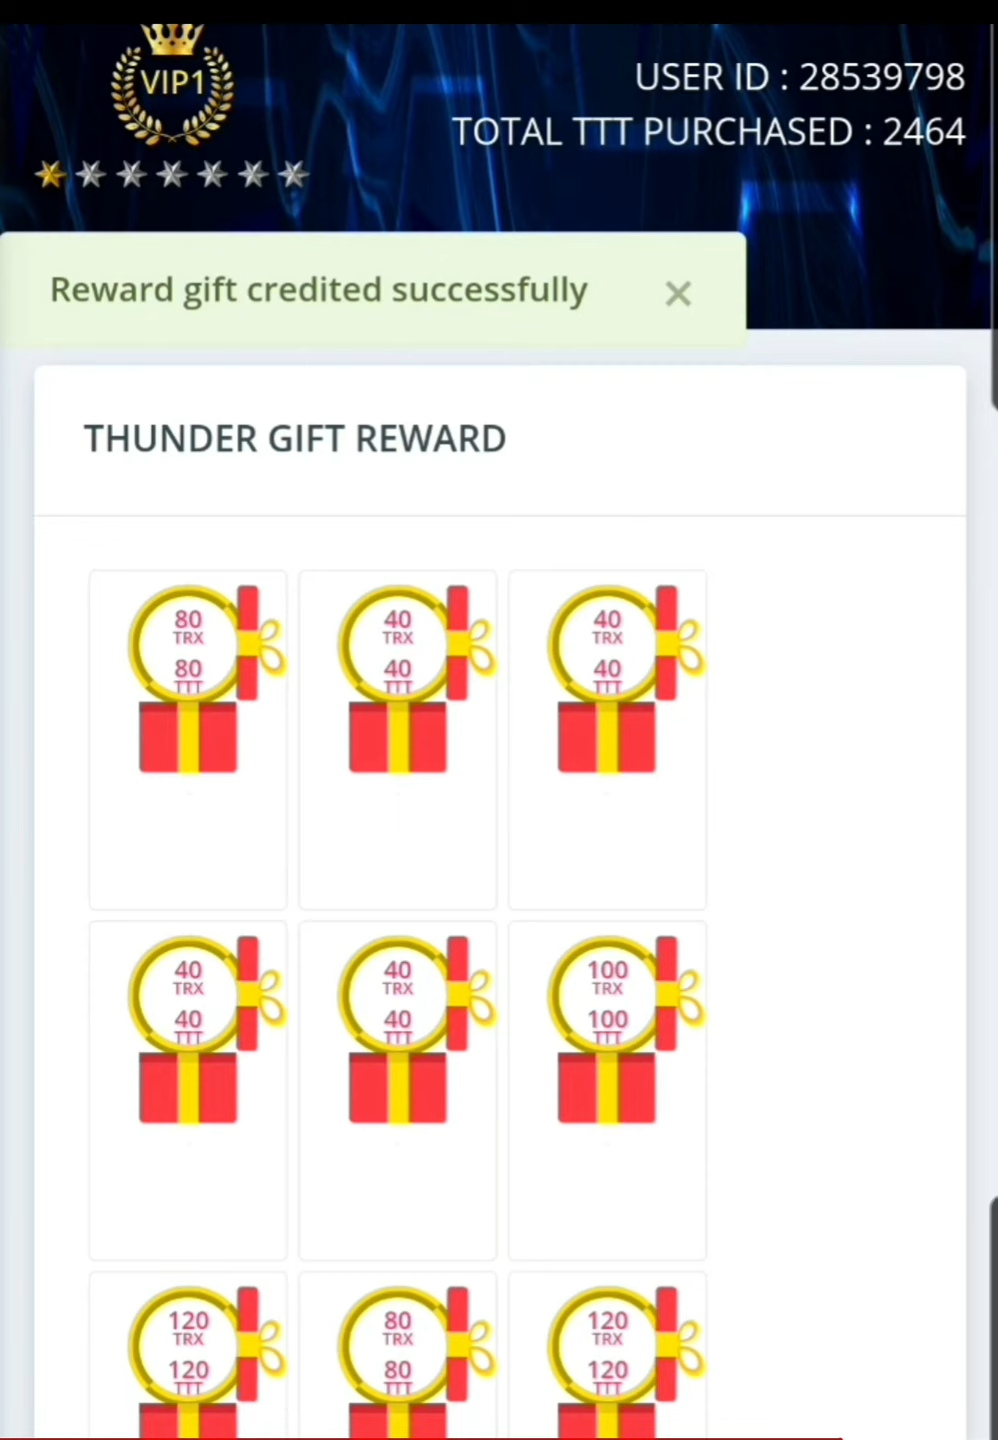 VIP1
USER ID : 28539798
TOTAL TTT PURCHASED : 2464
Reward gift credited successfully ×
THUNDER GIFT REWARD
80 40 40
TRX TRX TRX
80 40 40
TTT TTT TTT
40 40 100
TRX TRX TRX
40 40 100
TTT TTT TTT
120 80 120
TRX TRX TRX
120 80 120
TTT TTT TTT